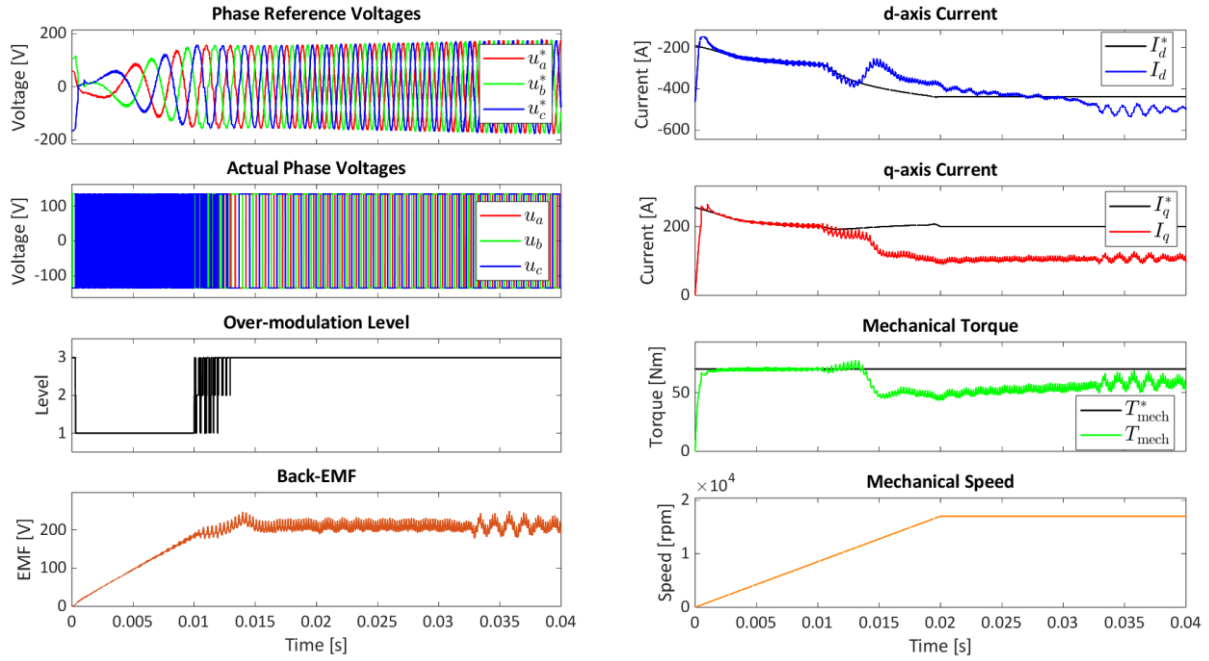 Phase Reference Voltages
Voltage [V]
200
0
-200
u*a
u*b
u*c
Actual Phase Voltages
Voltage [V]
100
0
-100
ua
ub
uc
Over-modulation Level
Level
3
2
1
Back-EMF
EMF [V]
200
100
0
0 0.005 0.01 0.015 0.02 0.025 0.03 0.035 0.04
Time [s]
d-axis Current
Current [A]
-200
-400
-600
I*d
Id
q-axis Current
Current [A]
200
0
I*q
Iq
Mechanical Torque
Torque [Nm]
50
0
T*mech
Tmech
Mechanical Speed
×10^4
Speed [rpm]
2
1
0
0 0.005 0.01 0.015 0.02 0.025 0.03 0.035 0.04
Time [s]